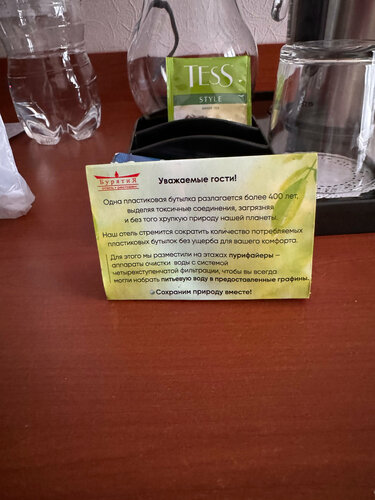 TESS
STYLE
БурятиЯ
Уважаемые гости!
Одна пластиковая бутылка разлагается более 400 лет,
выделяя токсичные соединения, загрязняя
и без того хрупкую природу нашей планеты.
Наш отель стремится сократить количество потребляемых
пластиковых бутылок без ущерба для вашего комфорта.
Для этого мы разместили на этажах пурифайеры –
аппараты очистки воды с системой
четырехступенчатой фильтрации, чтобы вы всегда
могли набрать питьевую воду в предоставленные графины.
Сохраним природу вместе!